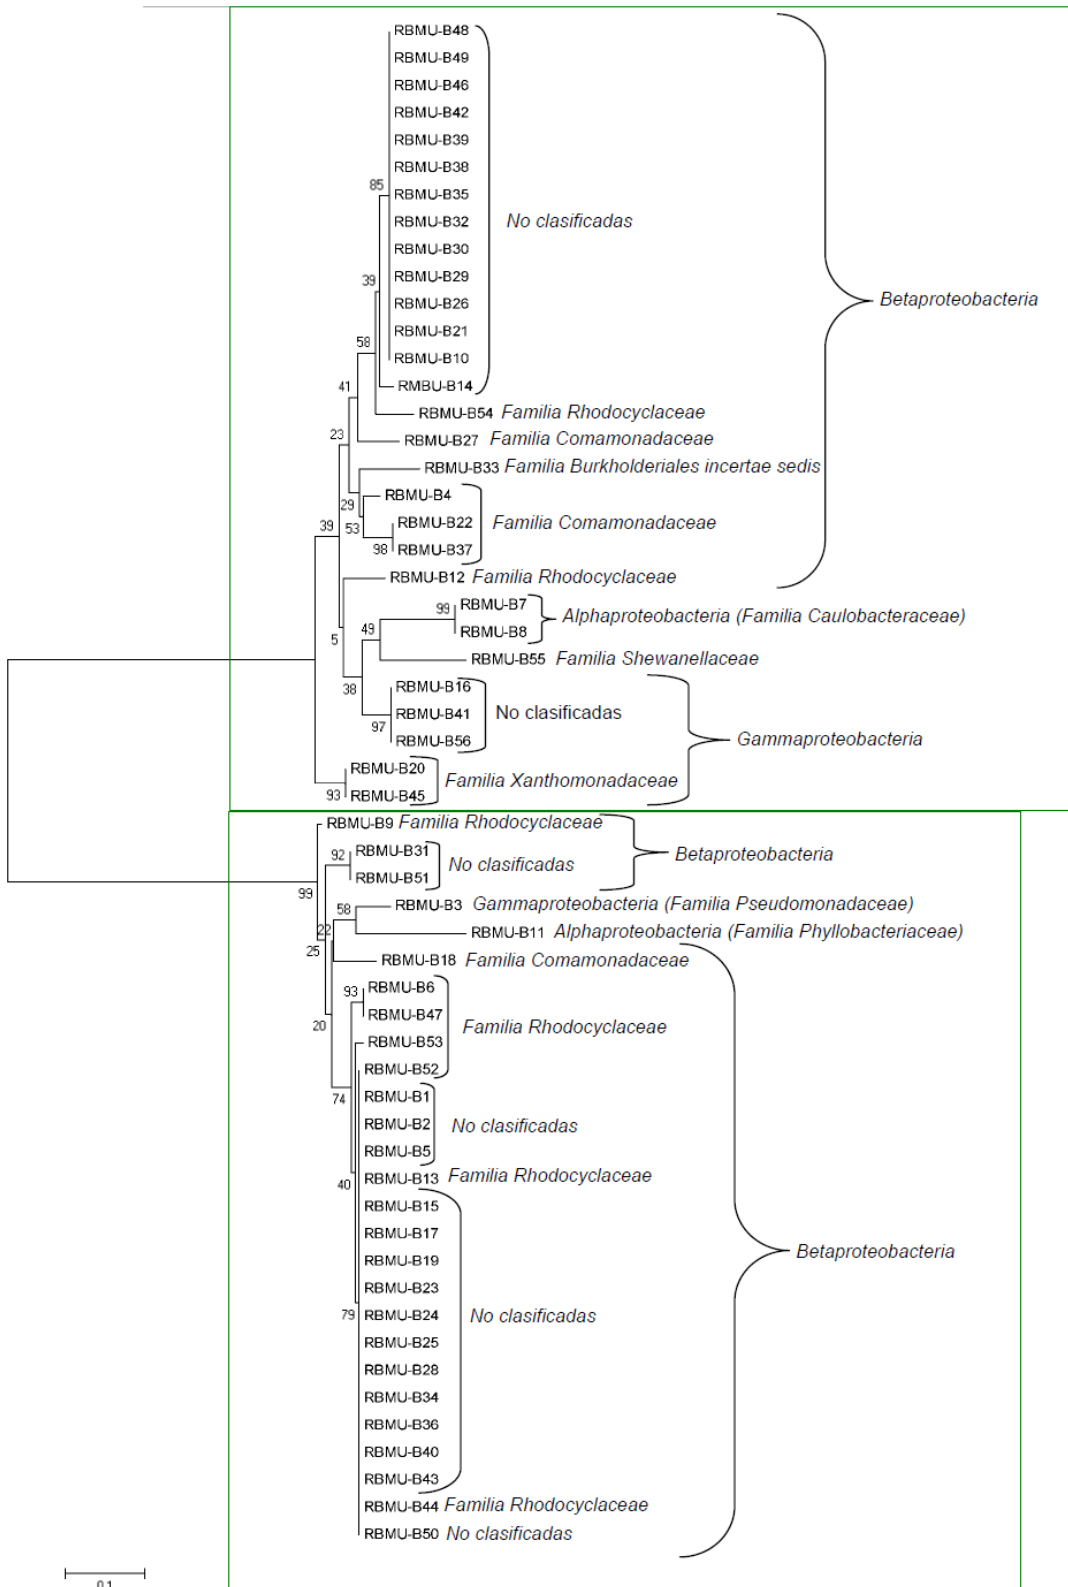 RBMU-B48
RBMU-B49
RBMU-B46
RBMU-B42
RBMU-B39
RBMU-B38
85
RBMU-B35
RBMU-B32
No clasificadas
RBMU-B30
RBMU-B29
39
RBMU-B26
Betaproteobacteria
RBMU-B21
58
RBMU-B10
41
RMBU-B14
RBMU-B54 Familia Rhodocyclaceae
23
RBMU-B27 Familia Comamonadaceae
RBMU-B33 Familia Burkholderiales incertae sedis
29
RBMU-B4
39
53
RBMU-B22
Familia Comamonadaceae
98
RBMU-B37
RBMU-B12 Familia Rhodocyclaceae
99
RBMU-B7
Alphaproteobacteria (Familia Caulobacteraceae)
49
RBMU-B8
5
RBMU-B55 Familia Shewanellaceae
38
RBMU-B16
RBMU-B41
No clasificadas
97
RBMU-B56
Gammaproteobacteria
RBMU-B20
Familia Xanthomonadaceae
93
RBMU-B45
RBMU-B9 Familia Rhodocyclaceae
92
RBMU-B31
No clasificadas
Betaproteobacteria
RBMU-B51
99
58
RBMU-B3 Gammaproteobacteria (Familia Pseudomonadaceae)
22
RBMU-B11 Alphaproteobacteria (Familia Phyllobacteriaceae)
25
RBMU-B18 Familia Comamonadaceae
93
RBMU-B6
RBMU-B47
20
Familia Rhodocyclaceae
RBMU-B53
RBMU-B52
74
RBMU-B1
RBMU-B2
No clasificadas
RBMU-B5
40
RBMU-B13 Familia Rhodocyclaceae
RBMU-B15
RBMU-B17
Betaproteobacteria
RBMU-B19
RBMU-B23
79
RBMU-B24
No clasificadas
RBMU-B25
RBMU-B28
RBMU-B34
RBMU-B36
RBMU-B40
RBMU-B43
RBMU-B44 Familia Rhodocyclaceae
RBMU-B50 No clasificadas
0.1